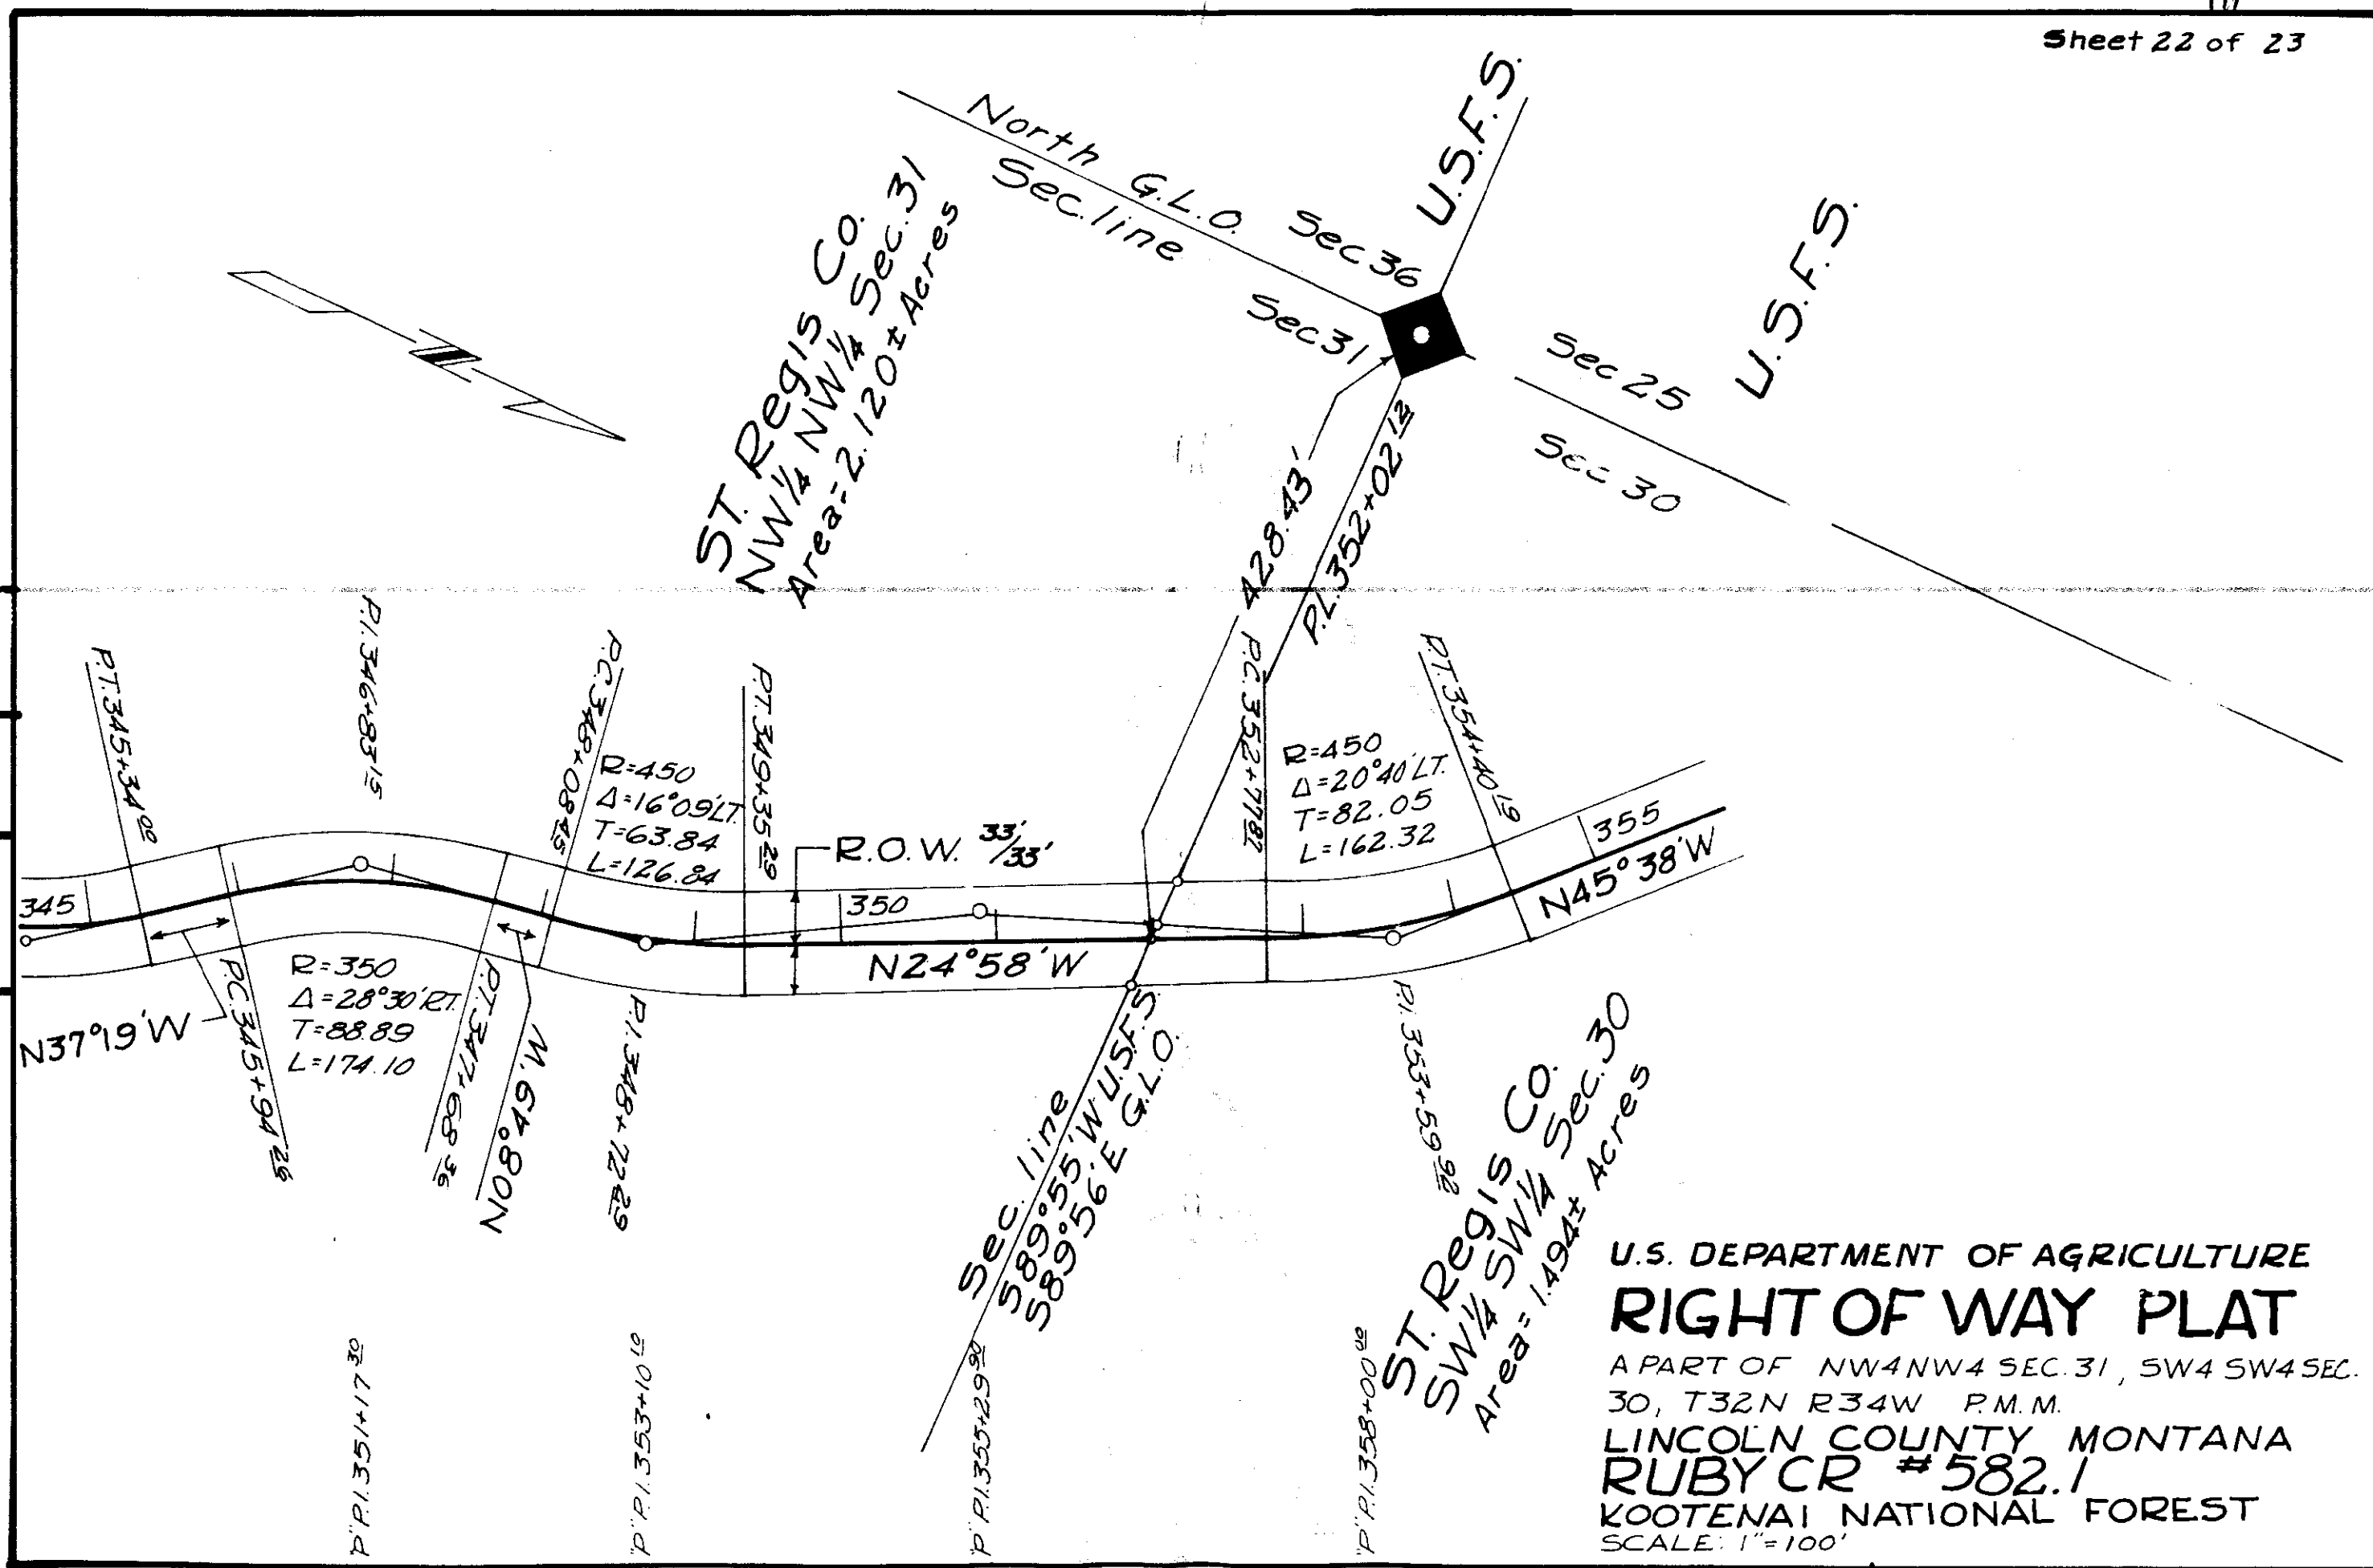 Sheet 22 of 23
North G.L.O.
Sec. line
Sec 36
U.S.F.S.
Sec 31
Sec 25
U.S.F.S.
Sec 30
ST. Regis Co.
NW¼ NW¼ Sec. 31
Area=2.120± Acres
428.43'
P.L.352+02 12
P.T.345+34 00
P.I.346+83 15
P.C.348+08 45
P.T.349+35 29
P.C.352+77 87
P.T.354+40 19
R=450
Δ=16°09'LT.
T=63.84
L=126.84
R=450
Δ=20°40'LT.
T=82.05
L=162.32
R.O.W. 33'/33'
345
350
355
N45°38'W
N24°58'W
N37°19'W
P.C.345+94 26
R=350
Δ=28°30'RT.
T=88.89
L=174.10
P.T.347+68 36
N08°49'W
P.I.348+72 29
Sec. line
S89°55'W U.S.F.S.
S89°56'E G.L.O.
P.I.353+59 92
ST. Regis Co.
SW¼ SW¼ Sec. 30
Area=1.494± Acres
"P" P.I.351+17 30
"P" P.I.353+10 10
"P" P.I.355+29 90
"P" P.I.358+00 00
U.S. DEPARTMENT OF AGRICULTURE
RIGHT OF WAY PLAT
A PART OF NW4NW4 SEC.31, SW4 SW4 SEC.
30, T32N R34W P.M.M.
LINCOLN COUNTY MONTANA
RUBY CR #582.1
KOOTENAI NATIONAL FOREST
SCALE: 1"=100'